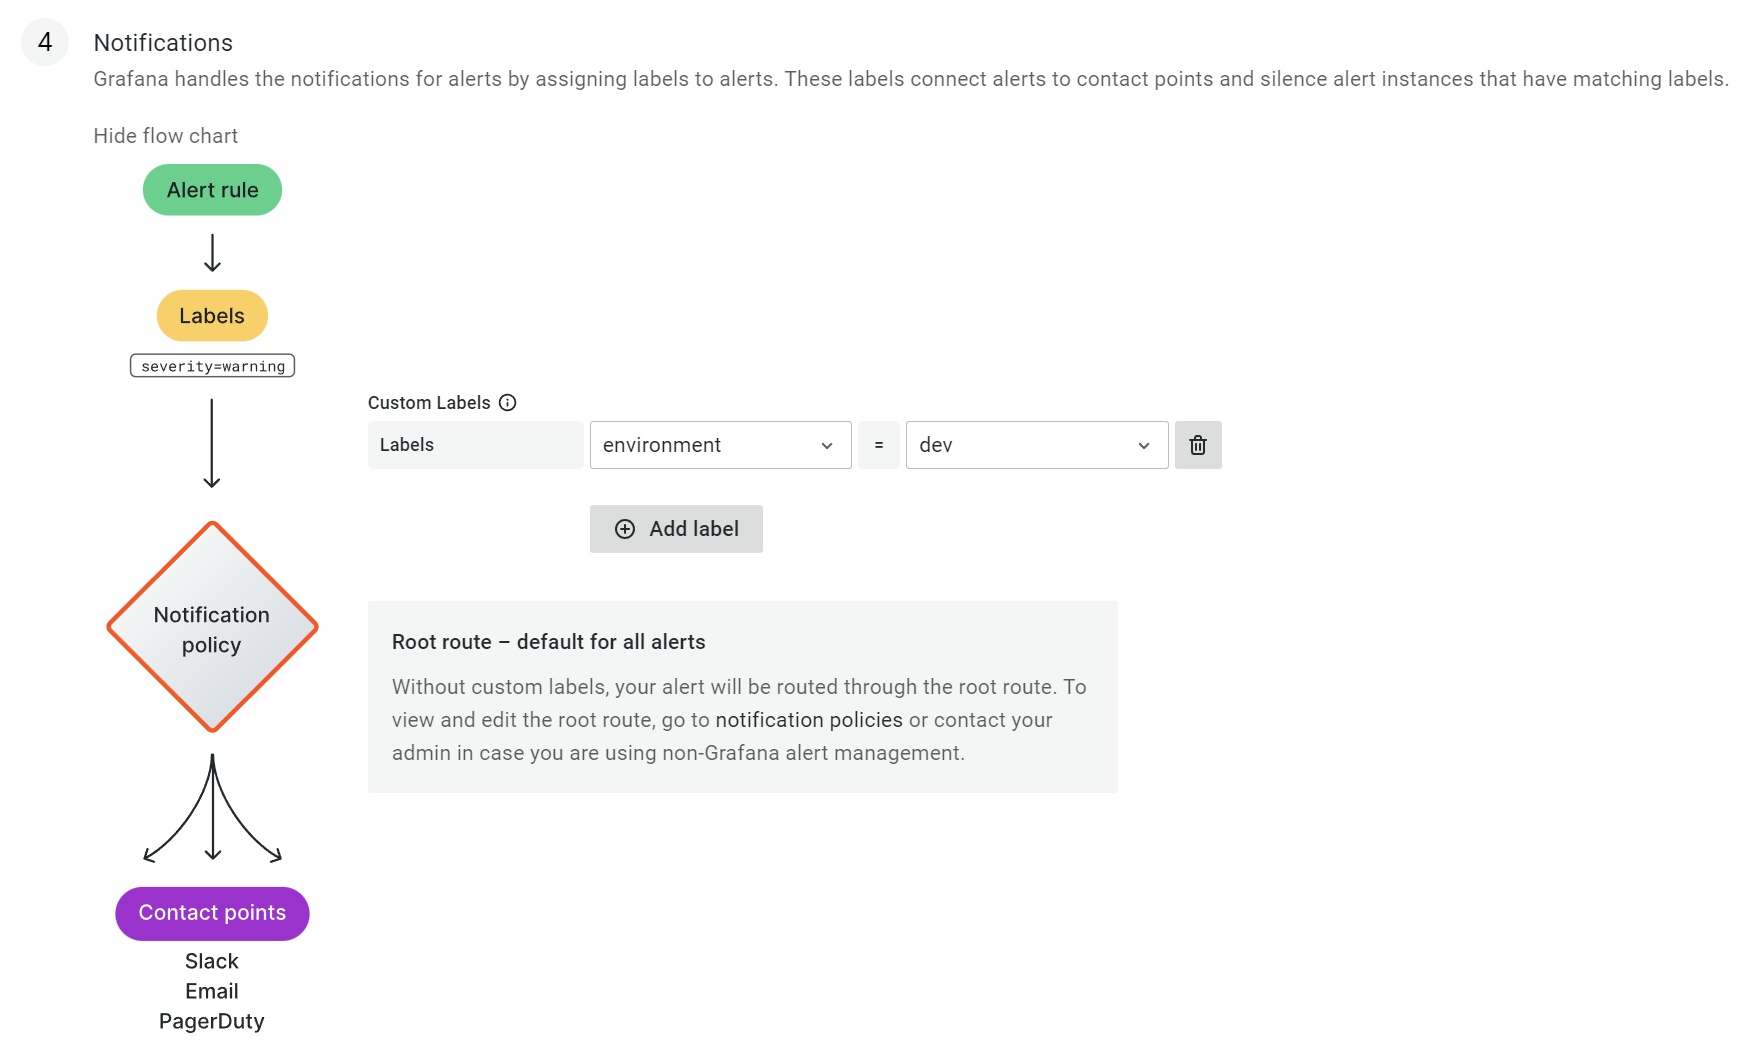 4
Notifications
Grafana handles the notifications for alerts by assigning labels to alerts. These labels connect alerts to contact points and silence alert instances that have matching labels.
Hide flow chart
Alert rule
Labels
severity=warning
Custom Labels
Labels environment = dev
Add label
Notification
policy
Root route – default for all alerts
Without custom labels, your alert will be routed through the root route. To
view and edit the root route, go to notification policies or contact your
admin in case you are using non-Grafana alert management.
Contact points
Slack
Email
PagerDuty